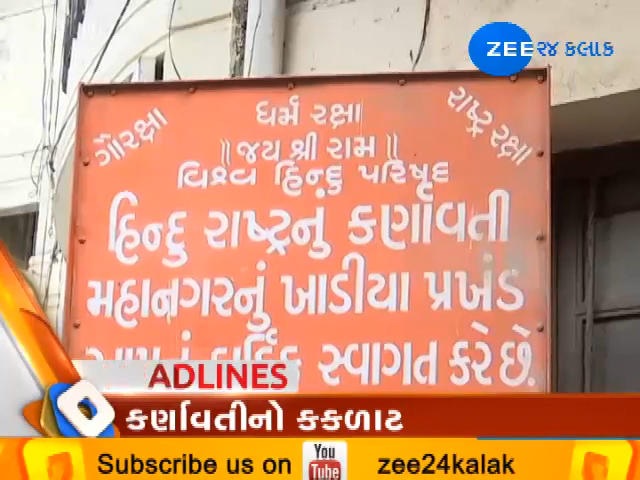 ZEE ૨૪ કલાક
ગૌરક્ષા
ધર્મ રક્ષા
રાષ્ટ્ર રક્ષા
॥ જય શ્રી રામ ॥
વિશ્વ હિન્દુ પરિષદ
હિન્દુ રાષ્ટ્રનું કર્ણાવતી
મહાનગરનું ખાડીયા પ્રખંડ
આપનું હાર્દિક સ્વાગત કરે છે.
ADLINES
કર્ણાવતીનો કકળાટ
Subscribe us on You Tube zee24kalak